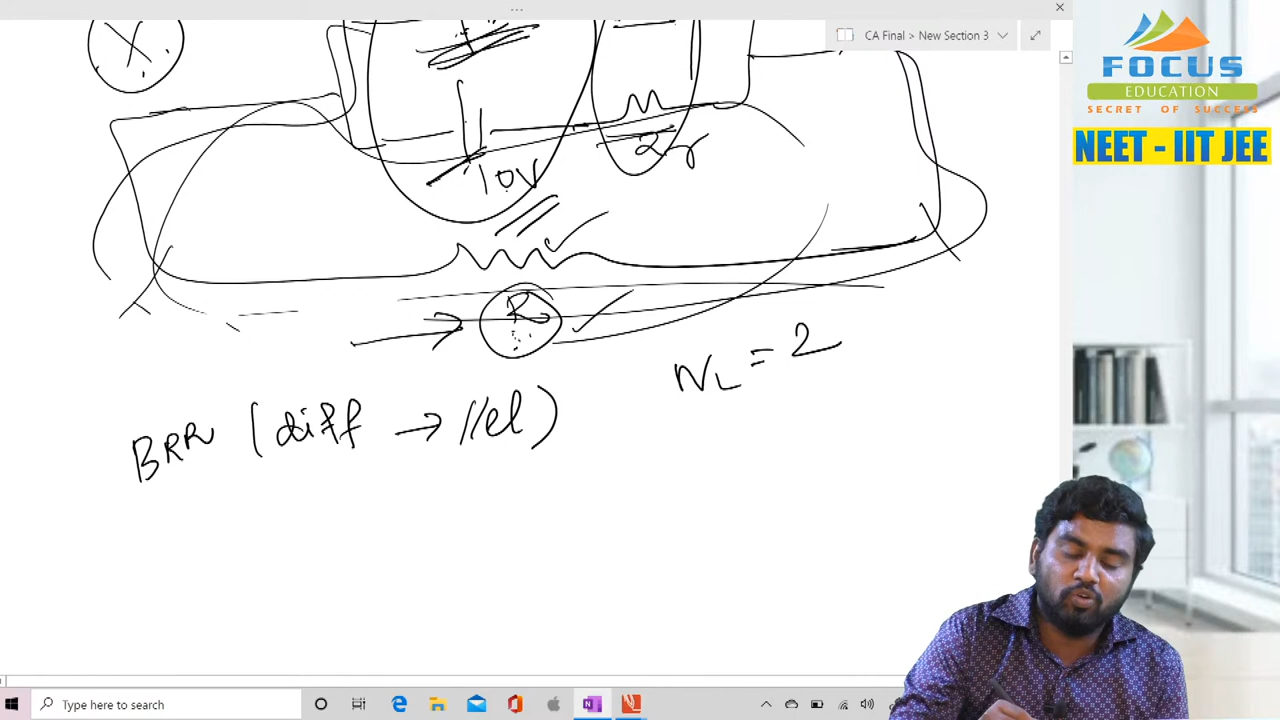 X
CA Final > New Section 3
FOCUS
EDUCATION
SECRET OF SUCCESS
NEET - IIT JEE
2r
10V
R
NL = 2
BRR (diff → //el)
Type here to search